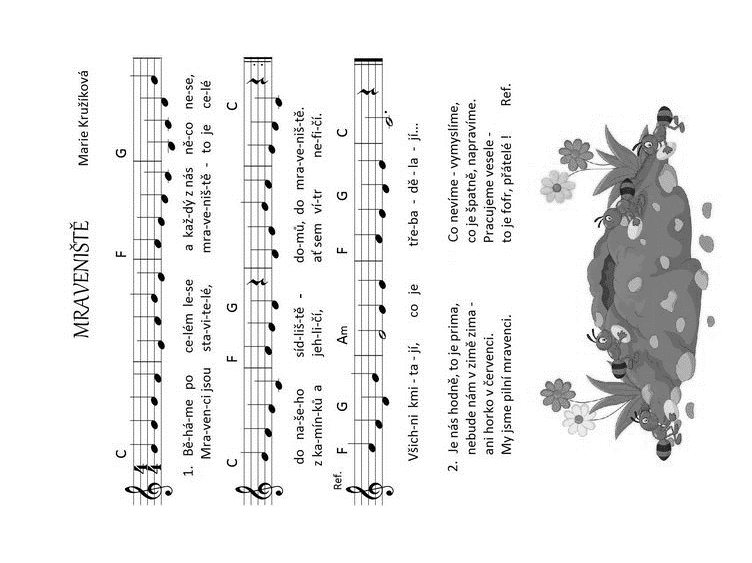 MRAVENIŠTĚ
Marie Kružíková
C F G
1. Bě-há-me po ce-lém le-se a kaž-dý z nás ně-co ne-se,
Mra-ven-ci jsou sta-vi-te-lé, mra-ve-niš-tě - to je ce-lé
C F G C
do na-še-ho síd-liš-tě - do-mů, do mra-ve-niš-tě.
z ka-mín-ků a jeh-li-čí, ať sem ví-tr ne-fi-čí.
Ref.
F G Am F G C
Všich-ni kmi - ta - jí, co je tře-ba - dě - la - jí...
2. Je nás hodně, to je prima,
nebude nám v zimě zima -
ani horko v červenci.
My jsme pilní mravenci.
Co nevíme - vymyslíme,
co je špatně, napravíme.
Pracujeme vesele -
to je fofr, přátelé ! Ref.